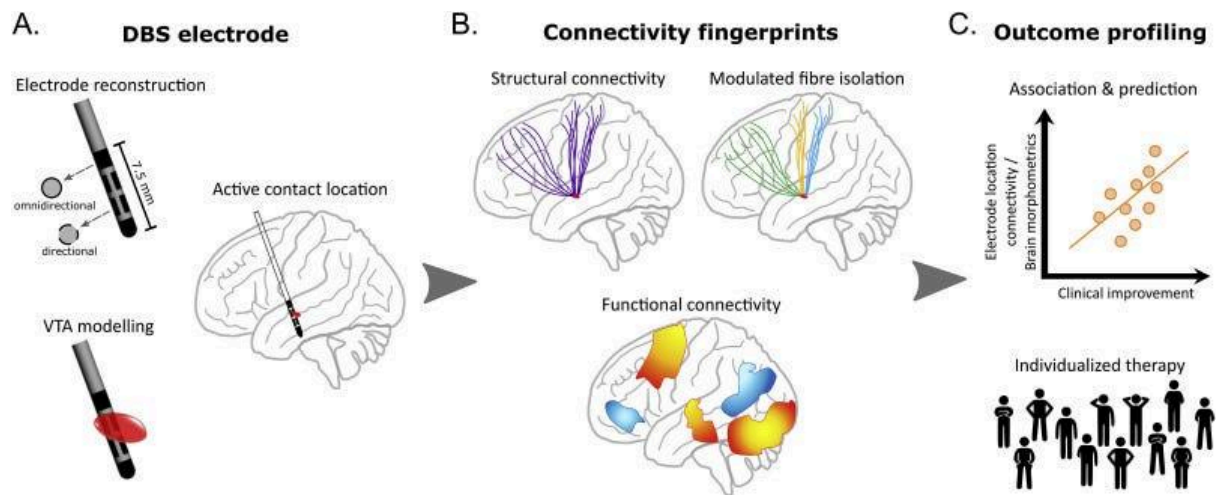 A.
DBS electrode
Electrode reconstruction
7.5 mm
omnidirectional
directional
Active contact location
VTA modelling
B.
Connectivity fingerprints
Structural connectivity
Modulated fibre isolation
Functional connectivity
C.
Outcome profiling
Association & prediction
Electrode location
connectivity /
Brain morphometrics
Clinical improvement
Individualized therapy